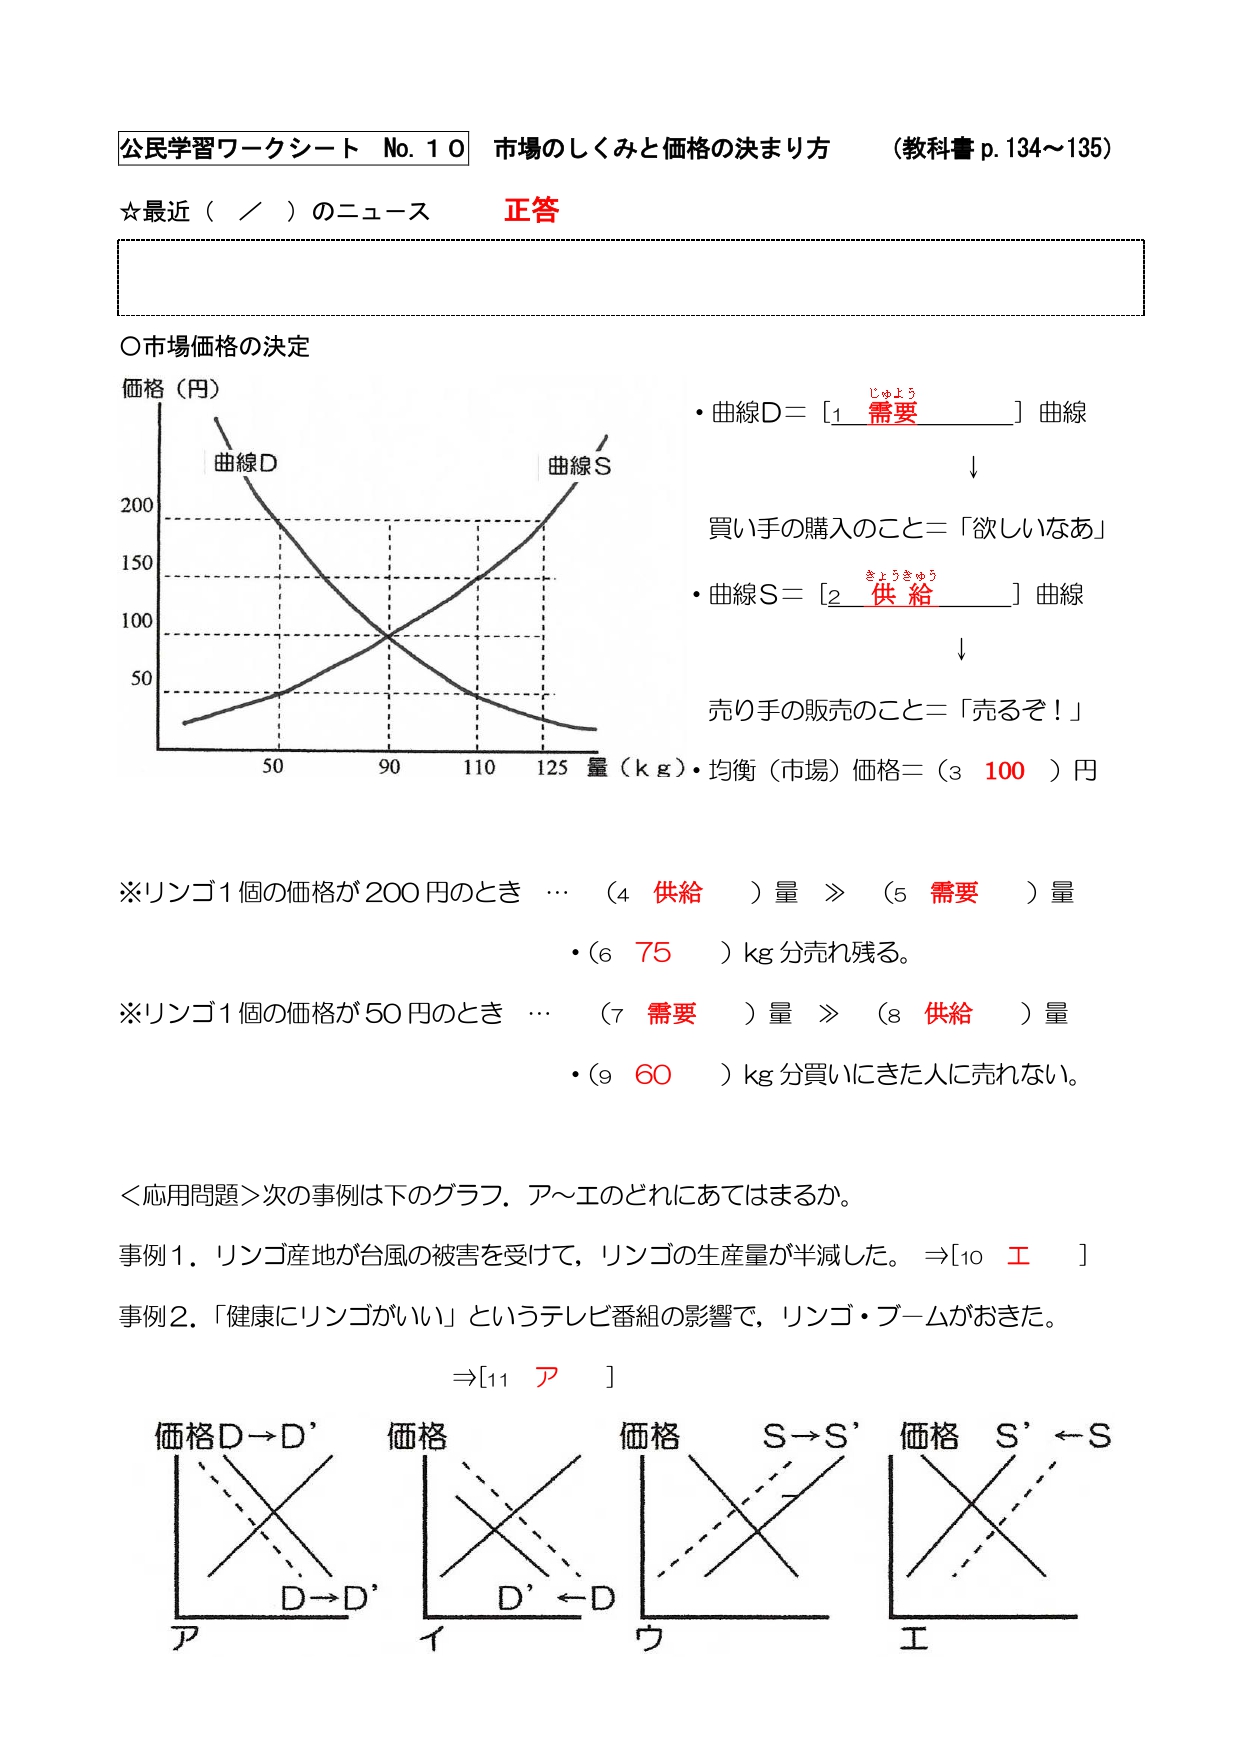 公民学習ワークシート　No.１０　市場のしくみと価格の決まり方　　（教科書 p.134～135）
☆最近（　／　）のニュース　　　正答
○市場価格の決定
価格（円）
曲線D
曲線S
200
150
100
50
50　90　110　125　量（ｋｇ）
じゅよう
・曲線D＝［1　需要　　　　］曲線
↓
買い手の購入のこと＝「欲しいなあ」
きょうきゅう
・曲線S＝［2　供 給　　　］曲線
↓
売り手の販売のこと＝「売るぞ！」
・均衡（市場）価格＝（3　100　）円
※リンゴ１個の価格が 200 円のとき　…　（4　供給　　）量　≫　（5　需要　　）量
・（6　75　　）kg 分売れ残る。
※リンゴ１個の価格が 50 円のとき　…　（7　需要　　）量　≫　（8　供給　　）量
・（9　60　　）kg 分買いにきた人に売れない。
＜応用問題＞次の事例は下のグラフ．ア～エのどれにあてはまるか。
事例１．リンゴ産地が台風の被害を受けて，リンゴの生産量が半減した。　⇒[10　エ　　]
事例２．「健康にリンゴがいい」というテレビ番組の影響で，リンゴ・ブームがおきた。
⇒[11　ア　　]
価格D→D’　価格　価格　S→S’　価格　S’ ←S
D→D’　D’ ←D
ア　イ　ウ　エ